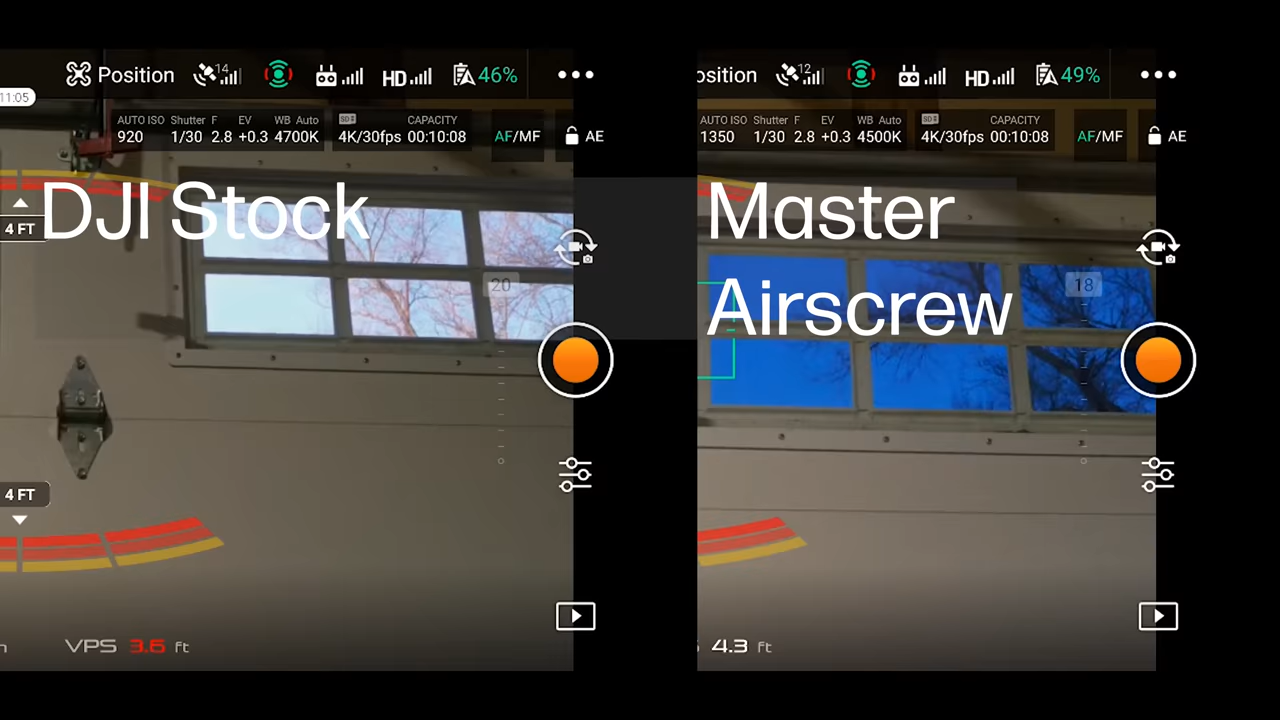 Position 14 HD 46%
11:05
AUTO ISO Shutter F EV WB Auto CAPACITY
920 1/30 2.8 +0.3 4700K 4K/30fps 00:10:08 AF/MF AE
DJI Stock
4 FT
20
4 FT
VPS 3.6 ft
osition 12 HD 49%
AUTO ISO Shutter F EV WB Auto CAPACITY
1350 1/30 2.8 +0.3 4500K 4K/30fps 00:10:08 AF/MF AE
Master
Airscrew
18
4.3 ft